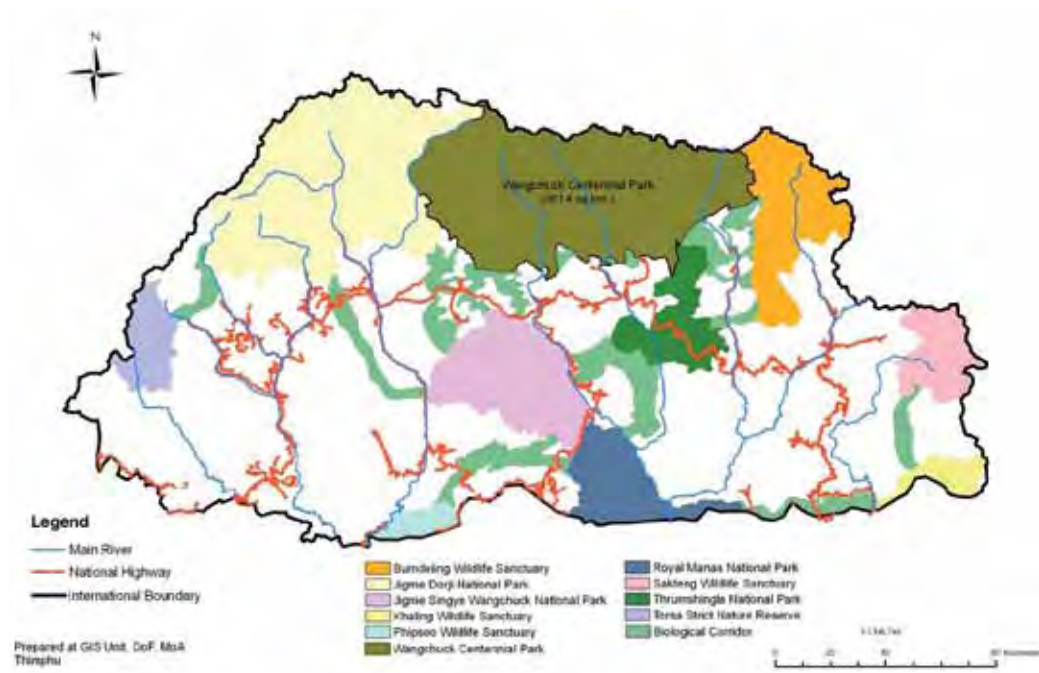 N
Wangchuck Centennial Park
Legend
Main River
National Highway
International Boundary
Bumdeling Wildlife Sanctuary
Jigme Dorji National Park
Jigme Singye Wangchuck National Park
Khaling Wildlife Sanctuary
Phipsoo Wildlife Sanctuary
Wangchuck Centennial Park
Royal Manas National Park
Sakteng Wildlife Sanctuary
Thrumshingla National Park
Torsa Strict Nature Reserve
Biological Corridor
Prepared at GIS Unit, DoF, MoA
Thimphu
0